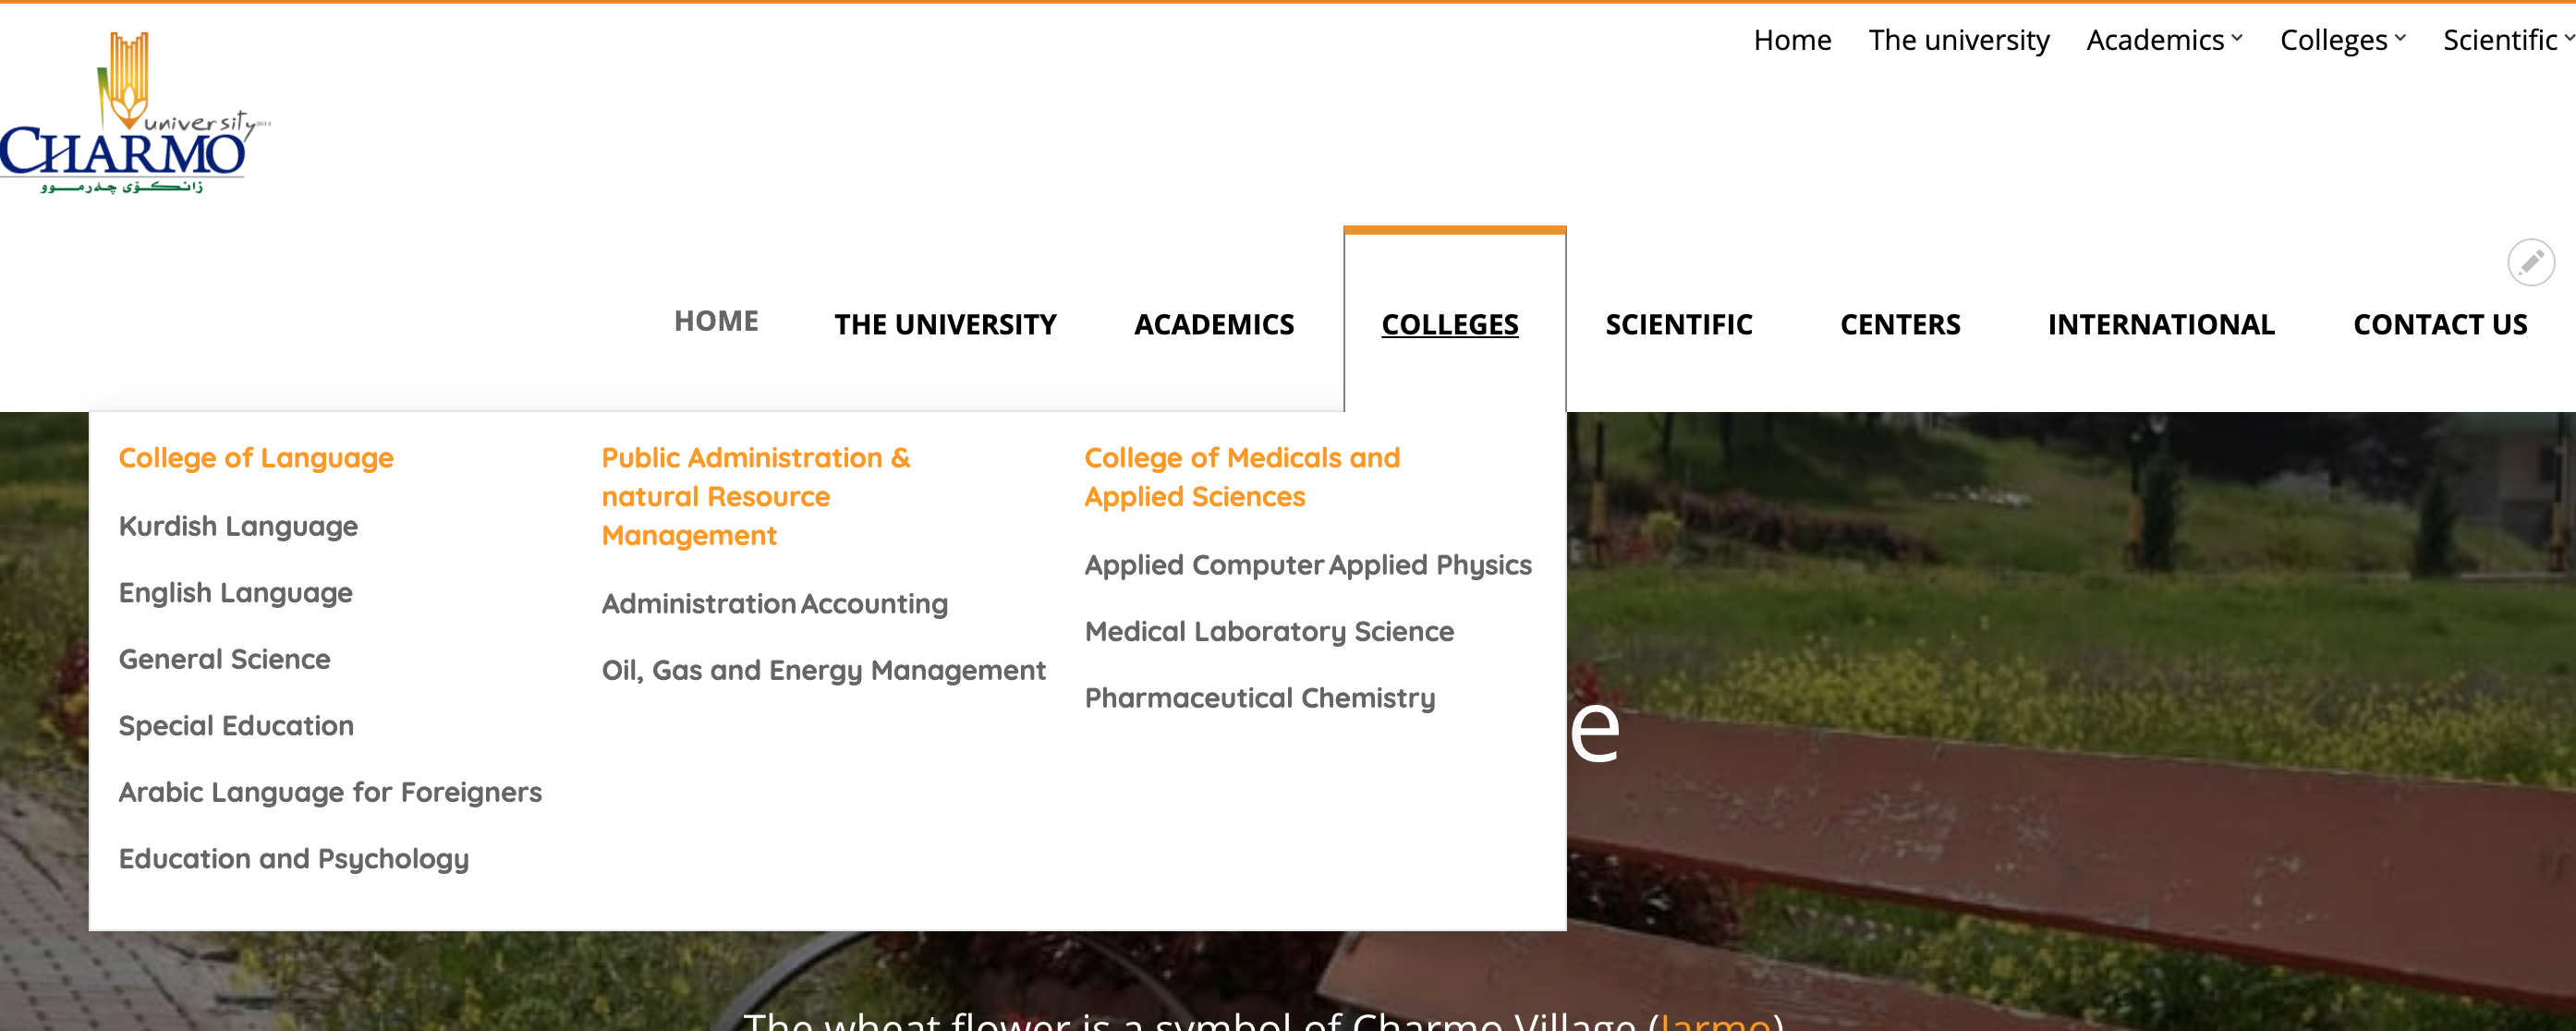 Home The university Academics Colleges Scientific
university 2014
CHARMO
زانکۆی چەرموو
HOME THE UNIVERSITY ACADEMICS COLLEGES SCIENTIFIC CENTERS INTERNATIONAL CONTACT US
College of Language
Kurdish Language
English Language
General Science
Special Education
Arabic Language for Foreigners
Education and Psychology
Public Administration &
natural Resource
Management
Administration Accounting
Oil, Gas and Energy Management
College of Medicals and
Applied Sciences
Applied Computer Applied Physics
Medical Laboratory Science
Pharmaceutical Chemistry
e
The wheat flower is a symbol of Charmo Village (Jarmo)